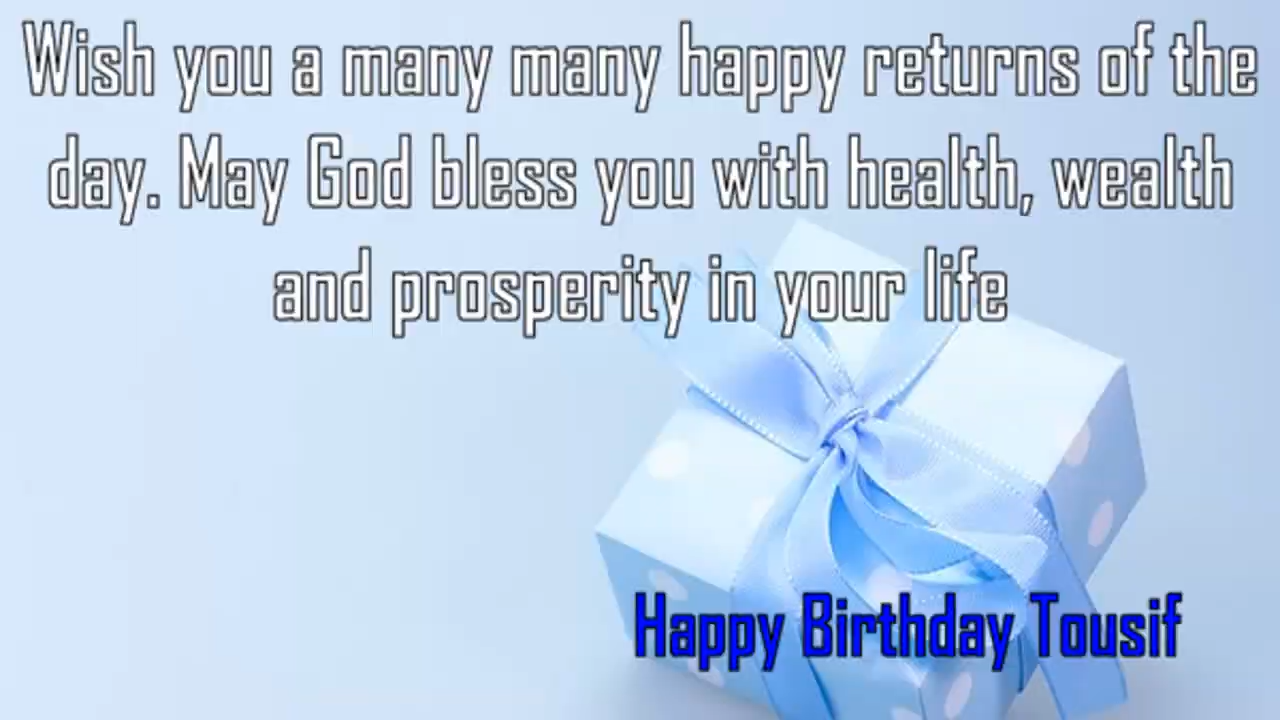 Wish you a many many happy returns of the
day. May God bless you with health, wealth
and prosperity in your life
Happy Birthday Tousif